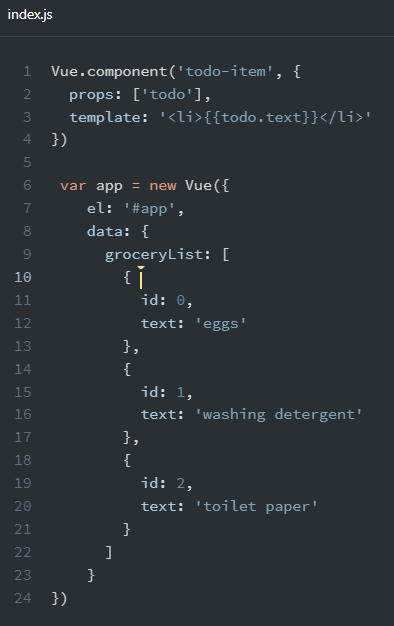 index.js
1 Vue.component('todo-item', {
2   props: ['todo'],
3   template: '<li>{{todo.text}}</li>'
4 })
5
6  var app = new Vue({
7     el: '#app',
8     data: {
9       groceryList: [
10         {
11           id: 0,
12           text: 'eggs'
13         },
14         {
15           id: 1,
16           text: 'washing detergent'
17         },
18         {
19           id: 2,
20           text: 'toilet paper'
21         }
22       ]
23     }
24 })